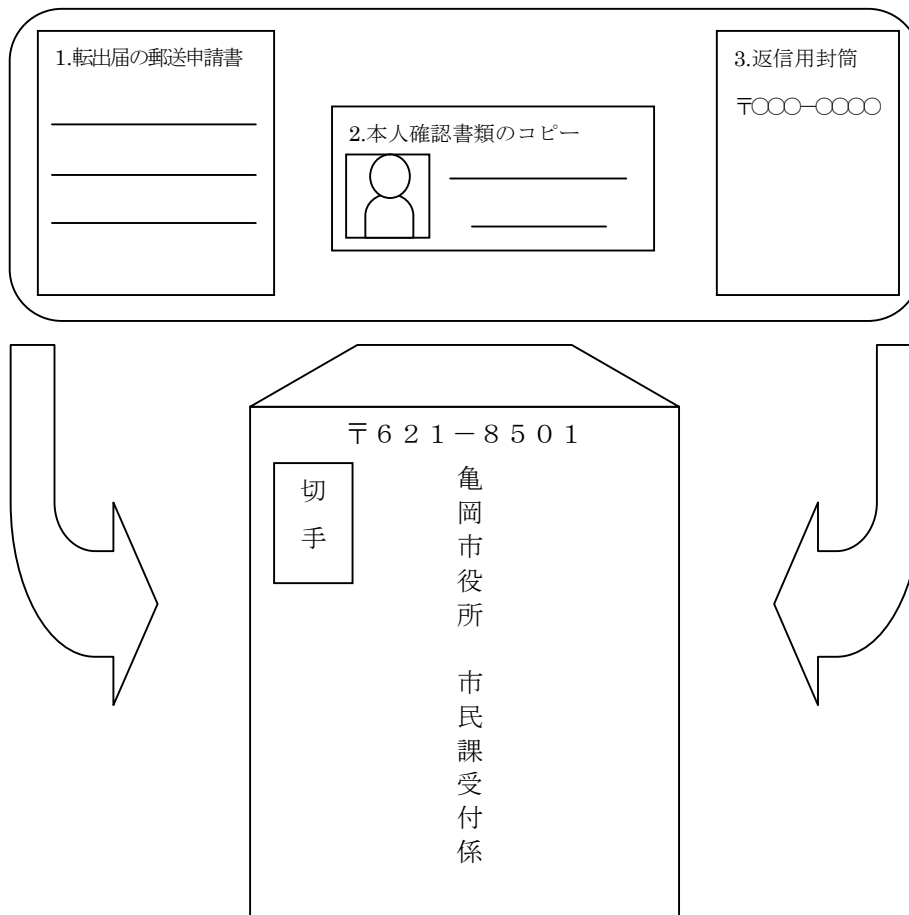 1.転出届の郵送申請書
2.本人確認書類のコピー
3.返信用封筒
〒○○○―○○○○
〒６２１－８５０１
切手
亀岡市役所　市民課受付係